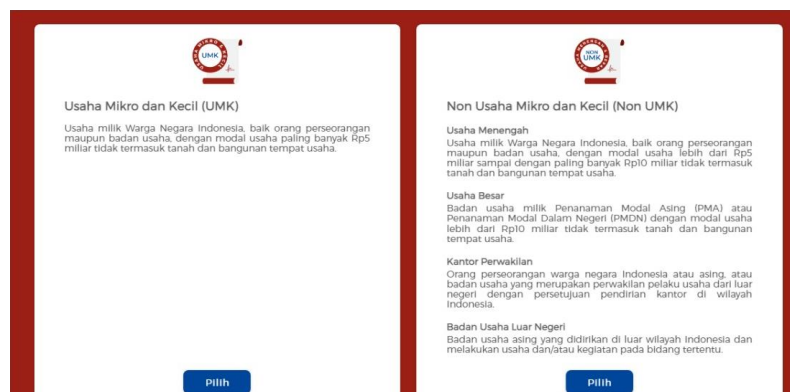 UMK
Usaha Mikro dan Kecil (UMK)
Usaha milik Warga Negara Indonesia, baik orang perseorangan
maupun badan usaha, dengan modal usaha paling banyak Rp5
miliar tidak termasuk tanah dan bangunan tempat usaha.
Pilih
NON
UMK
Non Usaha Mikro dan Kecil (Non UMK)
Usaha Menengah
Usaha milik Warga Negara Indonesia, baik orang perseorangan
maupun badan usaha, dengan modal usaha lebih dari Rp5
miliar sampai dengan paling banyak Rp10 miliar tidak termasuk
tanah dan bangunan tempat usaha.
Usaha Besar
Badan usaha milik Penanaman Modal Asing (PMA) atau
Penanaman Modal Dalam Negeri (PMDN) dengan modal usaha
lebih dari Rp10 miliar tidak termasuk tanah dan bangunan
tempat usaha.
Kantor Perwakilan
Orang perseorangan warga negara Indonesia atau asing, atau
badan usaha yang merupakan perwakilan pelaku usaha dari luar
negeri dengan persetujuan pendirian kantor di wilayah
Indonesia.
Badan Usaha Luar Negeri
Badan usaha asing yang didirikan di luar wilayah Indonesia dan
melakukan usaha dan/atau kegiatan pada bidang tertentu.
Pilih